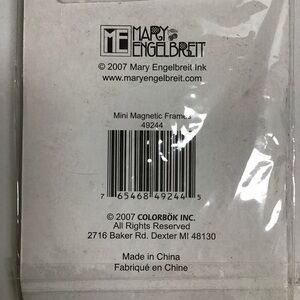 ME MARY
ENGELBREIT
© 2007 Mary Engelbreit Ink
www.maryengelbreit.com
Mini Magnetic Frames
49244
7 65468 49244 5
© 2007 COLORBÖK INC.
All Rights Reserved
2716 Baker Rd. Dexter MI 48130
Made in China
Fabriqué en Chine